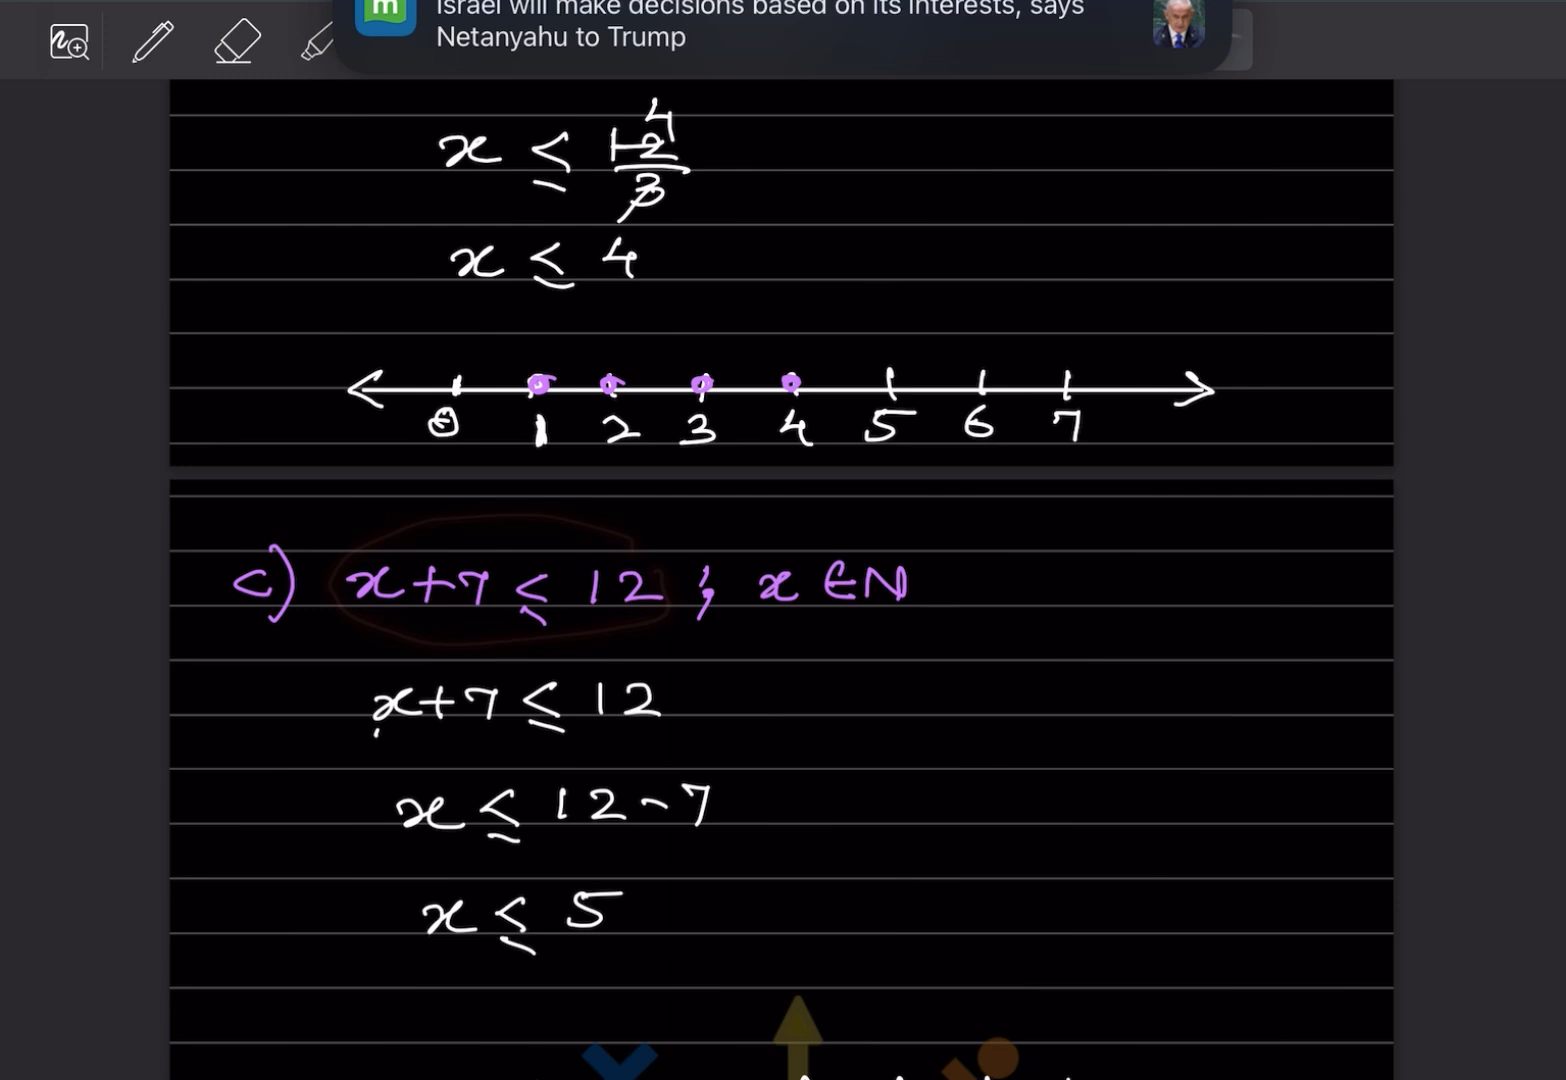 m
Israel will make decisions based on its interests, says
Netanyahu to Trump
4
x ≤ 12/3
x ≤ 4
0 1 2 3 4 5 6 7
c) x+7 ≤ 12 ; x ∈ N
x+7 ≤ 12
x ≤ 12-7
x ≤ 5